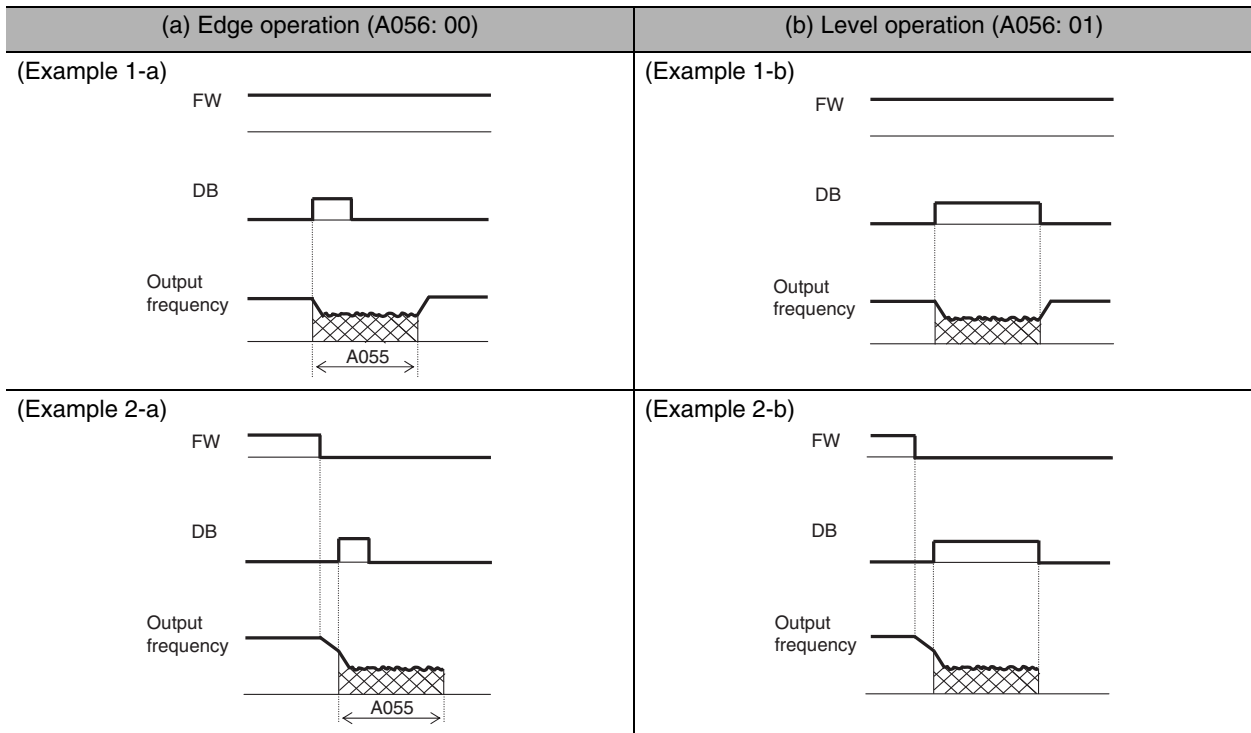 (a) Edge operation (A056: 00)
(b) Level operation (A056: 01)
(Example 1-a)
FW
DB
Output
frequency
A055
(Example 1-b)
FW
DB
Output
frequency
(Example 2-a)
FW
DB
Output
frequency
A055
(Example 2-b)
FW
DB
Output
frequency